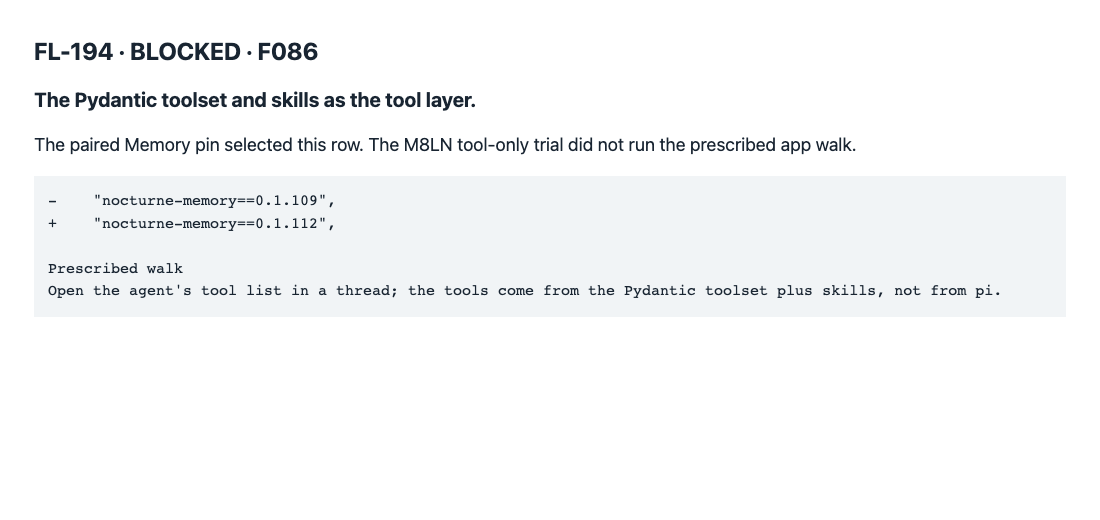 FL-194 · BLOCKED · F086
The Pydantic toolset and skills as the tool layer.
The paired Memory pin selected this row. The M8LN tool-only trial did not run the prescribed app walk.
-    "nocturne-memory==0.1.109",
+    "nocturne-memory==0.1.112",
Prescribed walk
Open the agent's tool list in a thread; the tools come from the Pydantic toolset plus skills, not from pi.